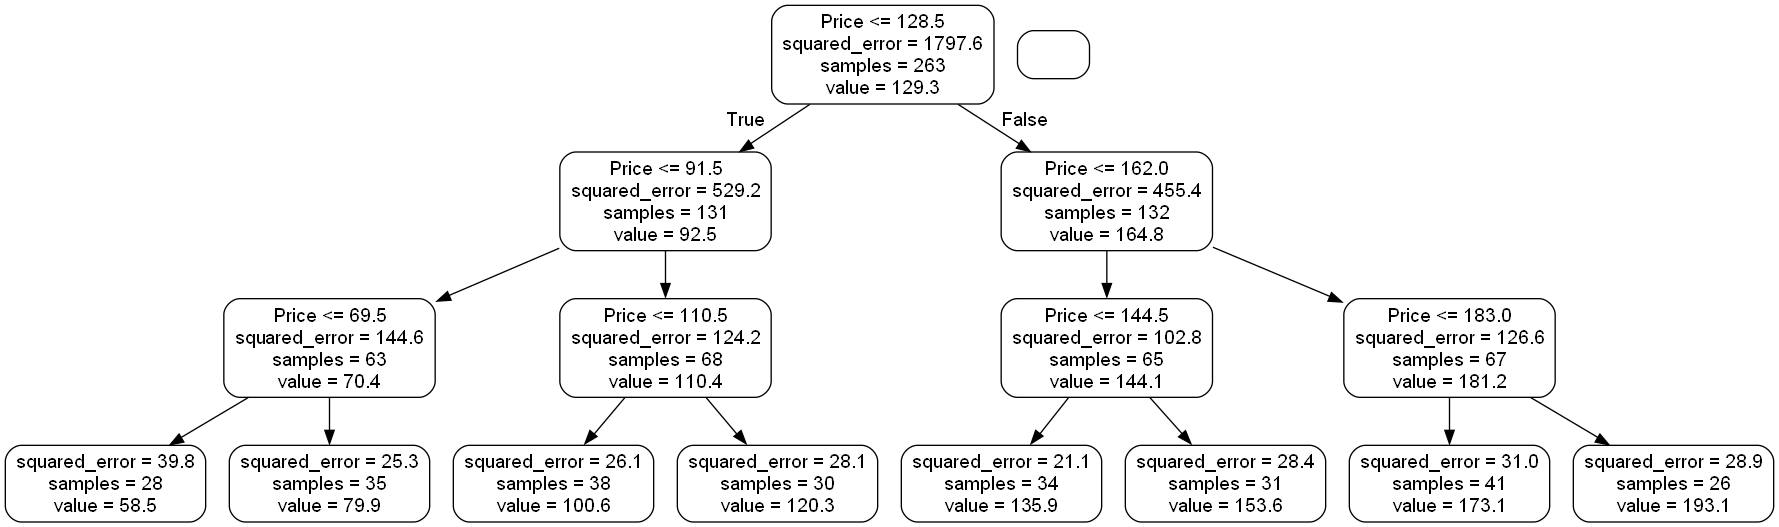 Price <= 128.5
squared_error = 1797.6
samples = 263
value = 129.3
True
False
Price <= 91.5
squared_error = 529.2
samples = 131
value = 92.5
Price <= 162.0
squared_error = 455.4
samples = 132
value = 164.8
Price <= 69.5
squared_error = 144.6
samples = 63
value = 70.4
Price <= 110.5
squared_error = 124.2
samples = 68
value = 110.4
Price <= 144.5
squared_error = 102.8
samples = 65
value = 144.1
Price <= 183.0
squared_error = 126.6
samples = 67
value = 181.2
squared_error = 39.8
samples = 28
value = 58.5
squared_error = 25.3
samples = 35
value = 79.9
squared_error = 26.1
samples = 38
value = 100.6
squared_error = 28.1
samples = 30
value = 120.3
squared_error = 21.1
samples = 34
value = 135.9
squared_error = 28.4
samples = 31
value = 153.6
squared_error = 31.0
samples = 41
value = 173.1
squared_error = 28.9
samples = 26
value = 193.1